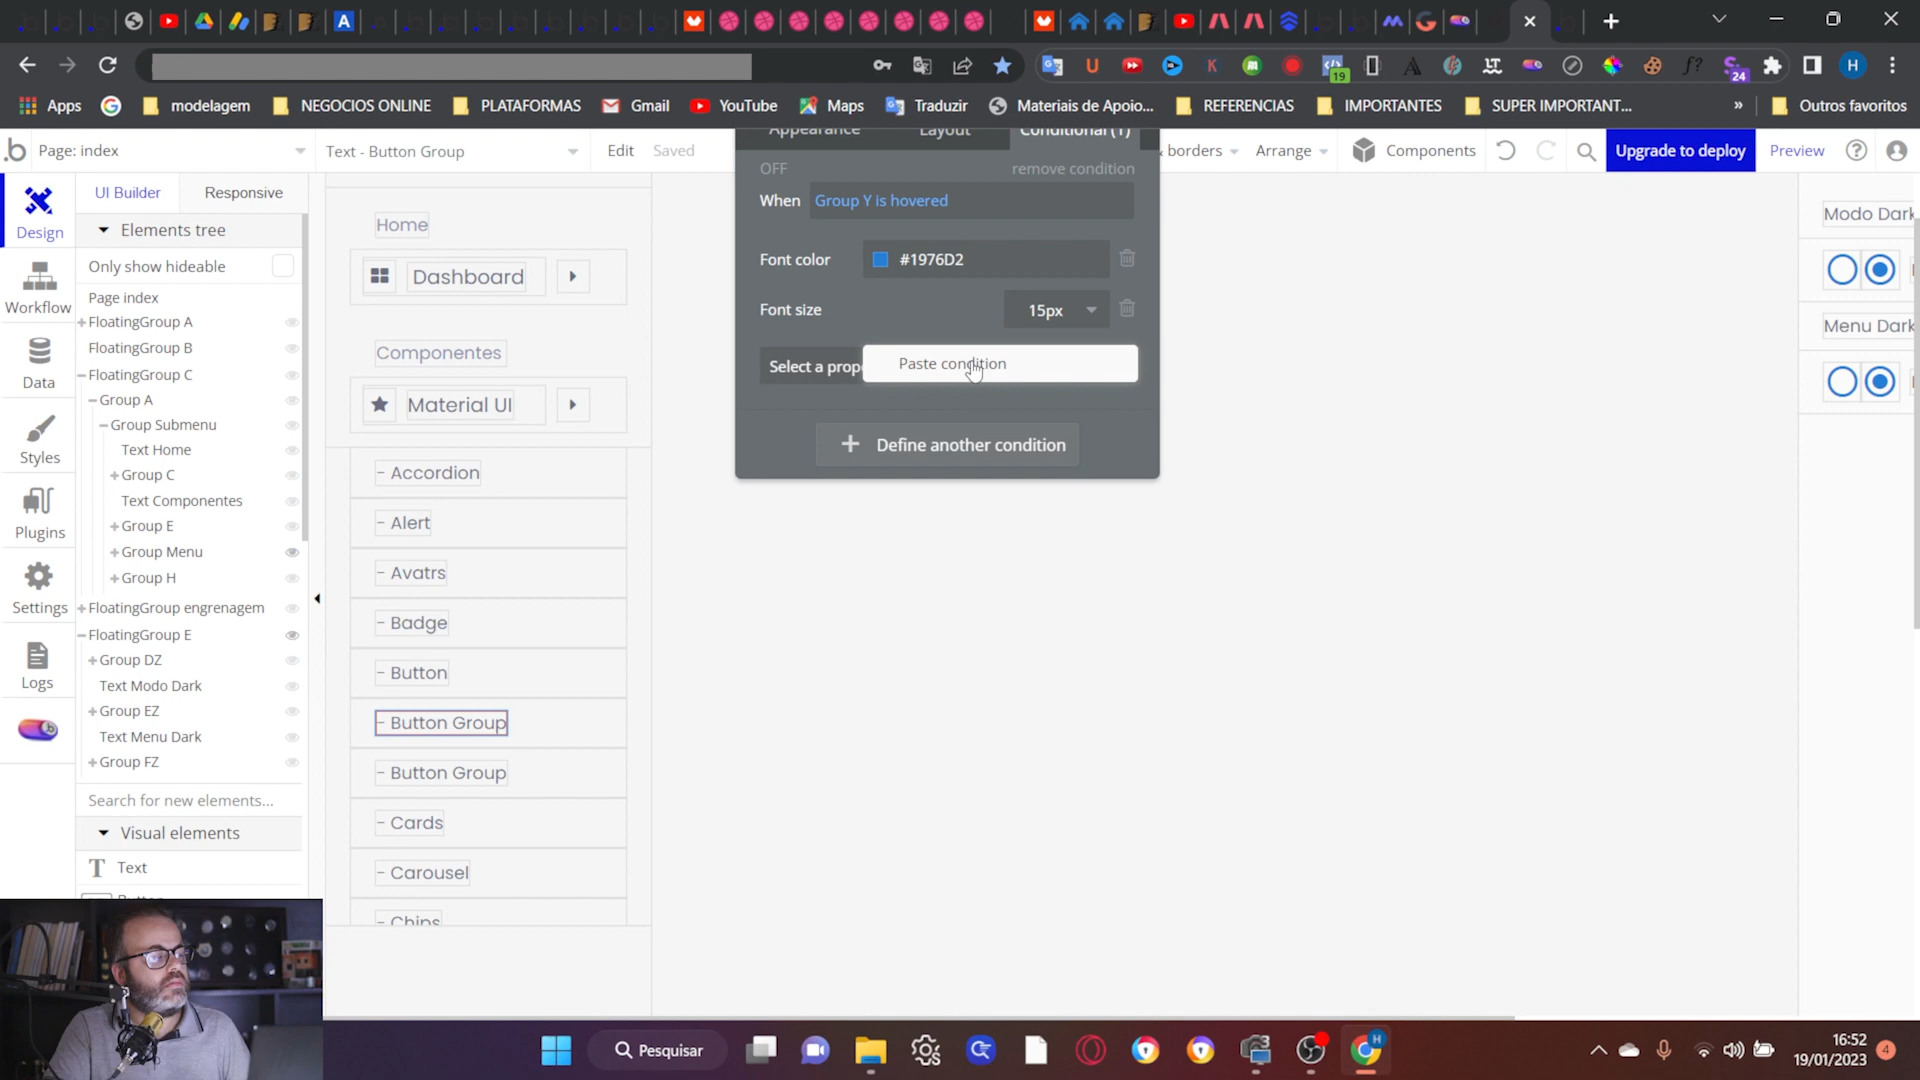 19
24
Apps
modelagem
NEGOCIOS ONLINE
PLATAFORMAS
Gmail
YouTube
Maps
Traduzir
Materiais de Apoio...
REFERENCIAS
IMPORTANTES
SUPER IMPORTANT...
»
Outros favoritos
Page: index
Text - Button Group
Edit
Saved
Appearance
Layout
Conditional (1)
borders
Arrange
Components
Upgrade to deploy
Preview
Design
Workflow
Data
Styles
Plugins
Settings
Logs
UI Builder
Responsive
Elements tree
Only show hideable
Page index
FloatingGroup A
FloatingGroup B
FloatingGroup C
Group A
Group Submenu
Text Home
Group C
Text Componentes
Group E
Group Menu
Group H
FloatingGroup engrenagem
FloatingGroup E
Group DZ
Text Modo Dark
Group EZ
Text Menu Dark
Group FZ
Search for new elements...
Visual elements
Text
Home
Dashboard
Componentes
Material UI
- Accordion
- Alert
- Avatrs
- Badge
- Button
- Button Group
- Button Group
- Cards
- Carousel
- Chips
OFF
remove condition
When
Group Y is hovered
Font color
#1976D2
Font size
15px
Select a prop
Paste condition
Define another condition
Modo Dark
Menu Dark
Pesquisar
16:52
19/01/2023
4